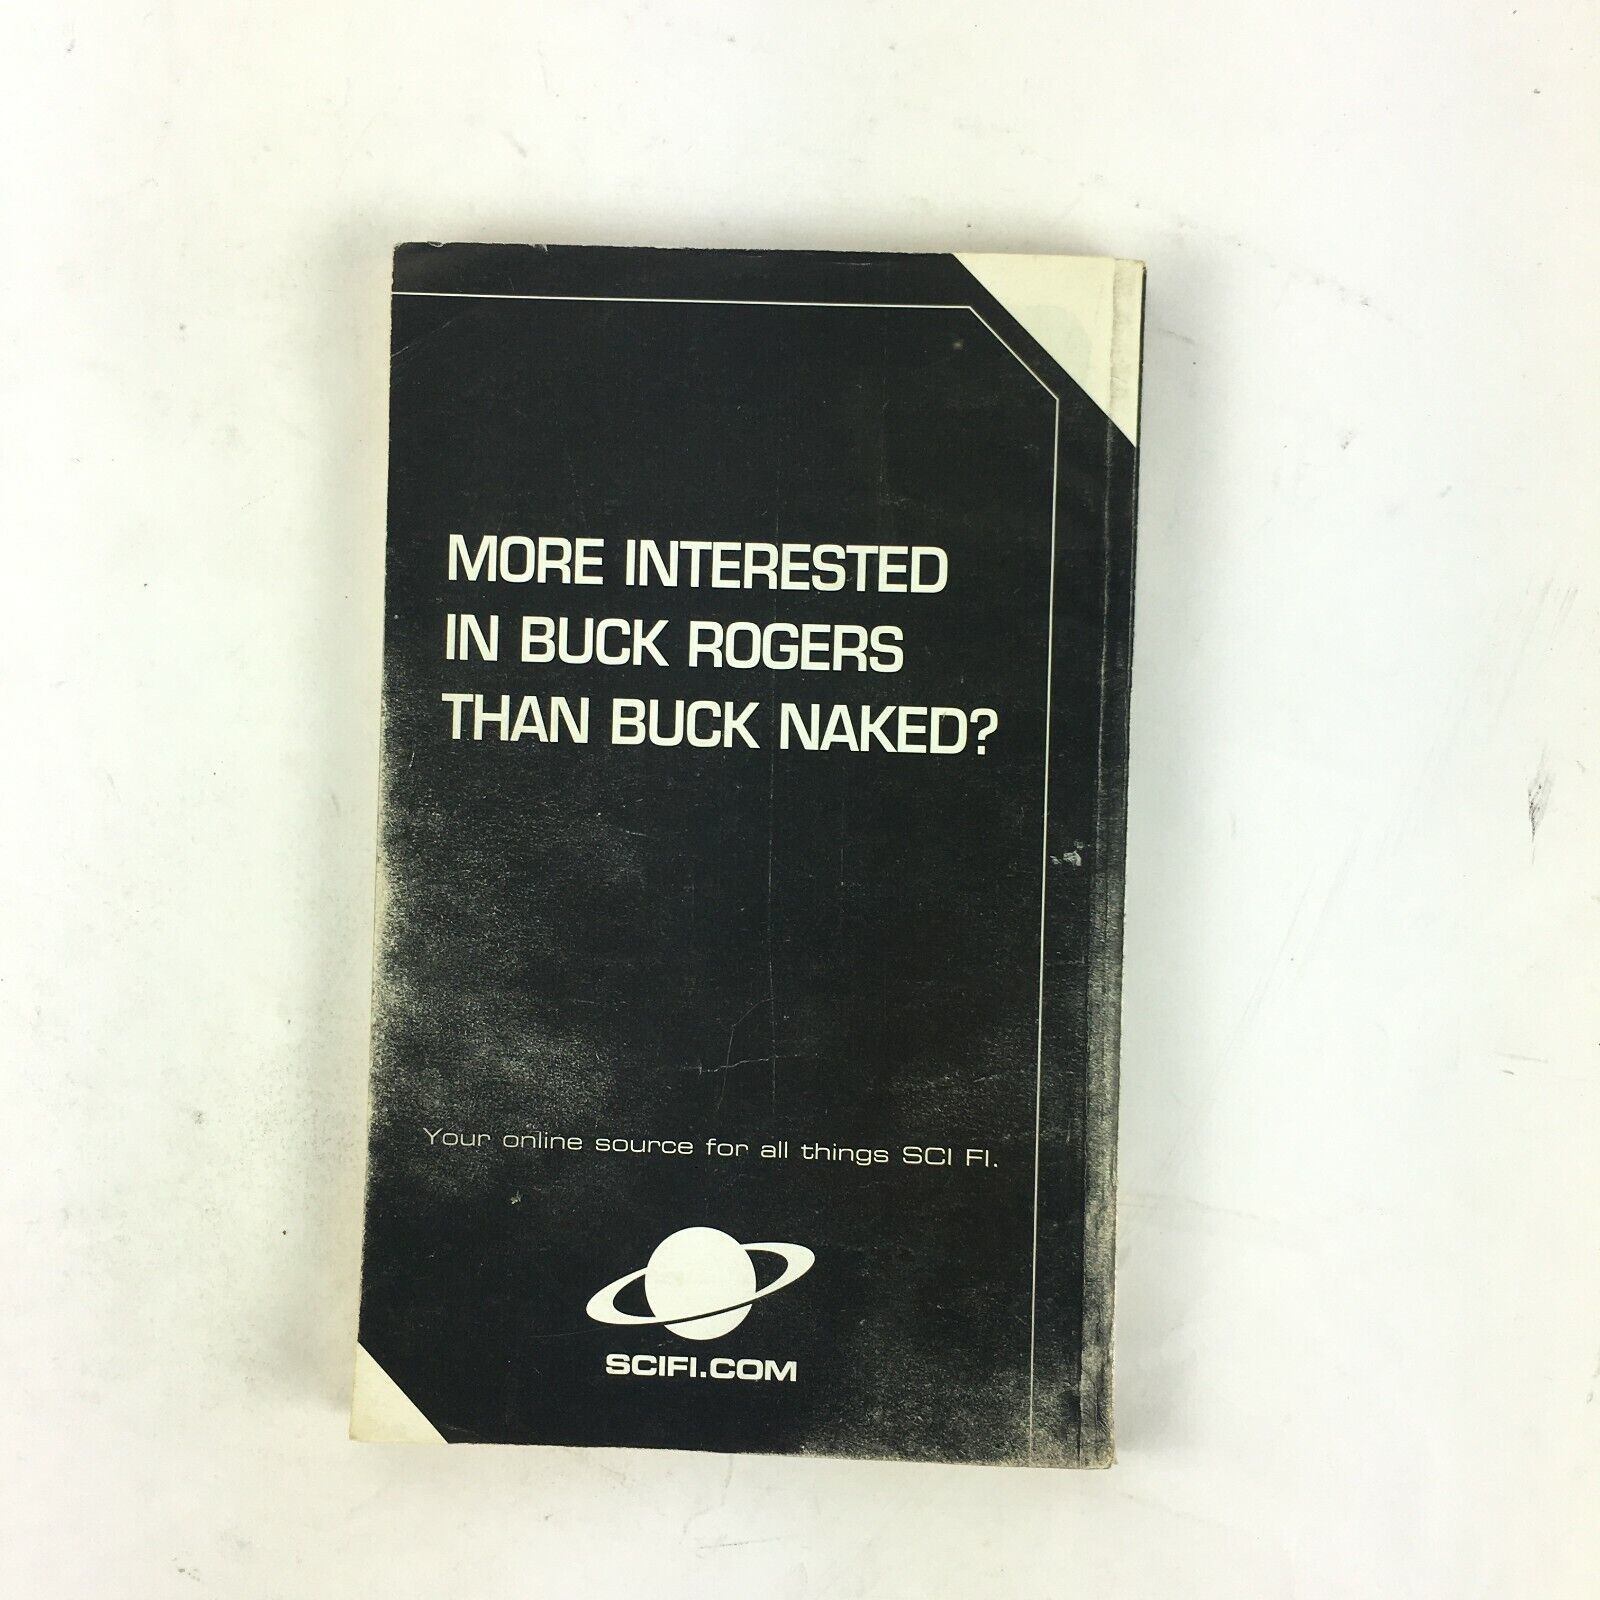 MORE INTERESTED
IN BUCK ROGERS
THAN BUCK NAKED?
Your online source for all things SCI FI.
SCIFI.COM